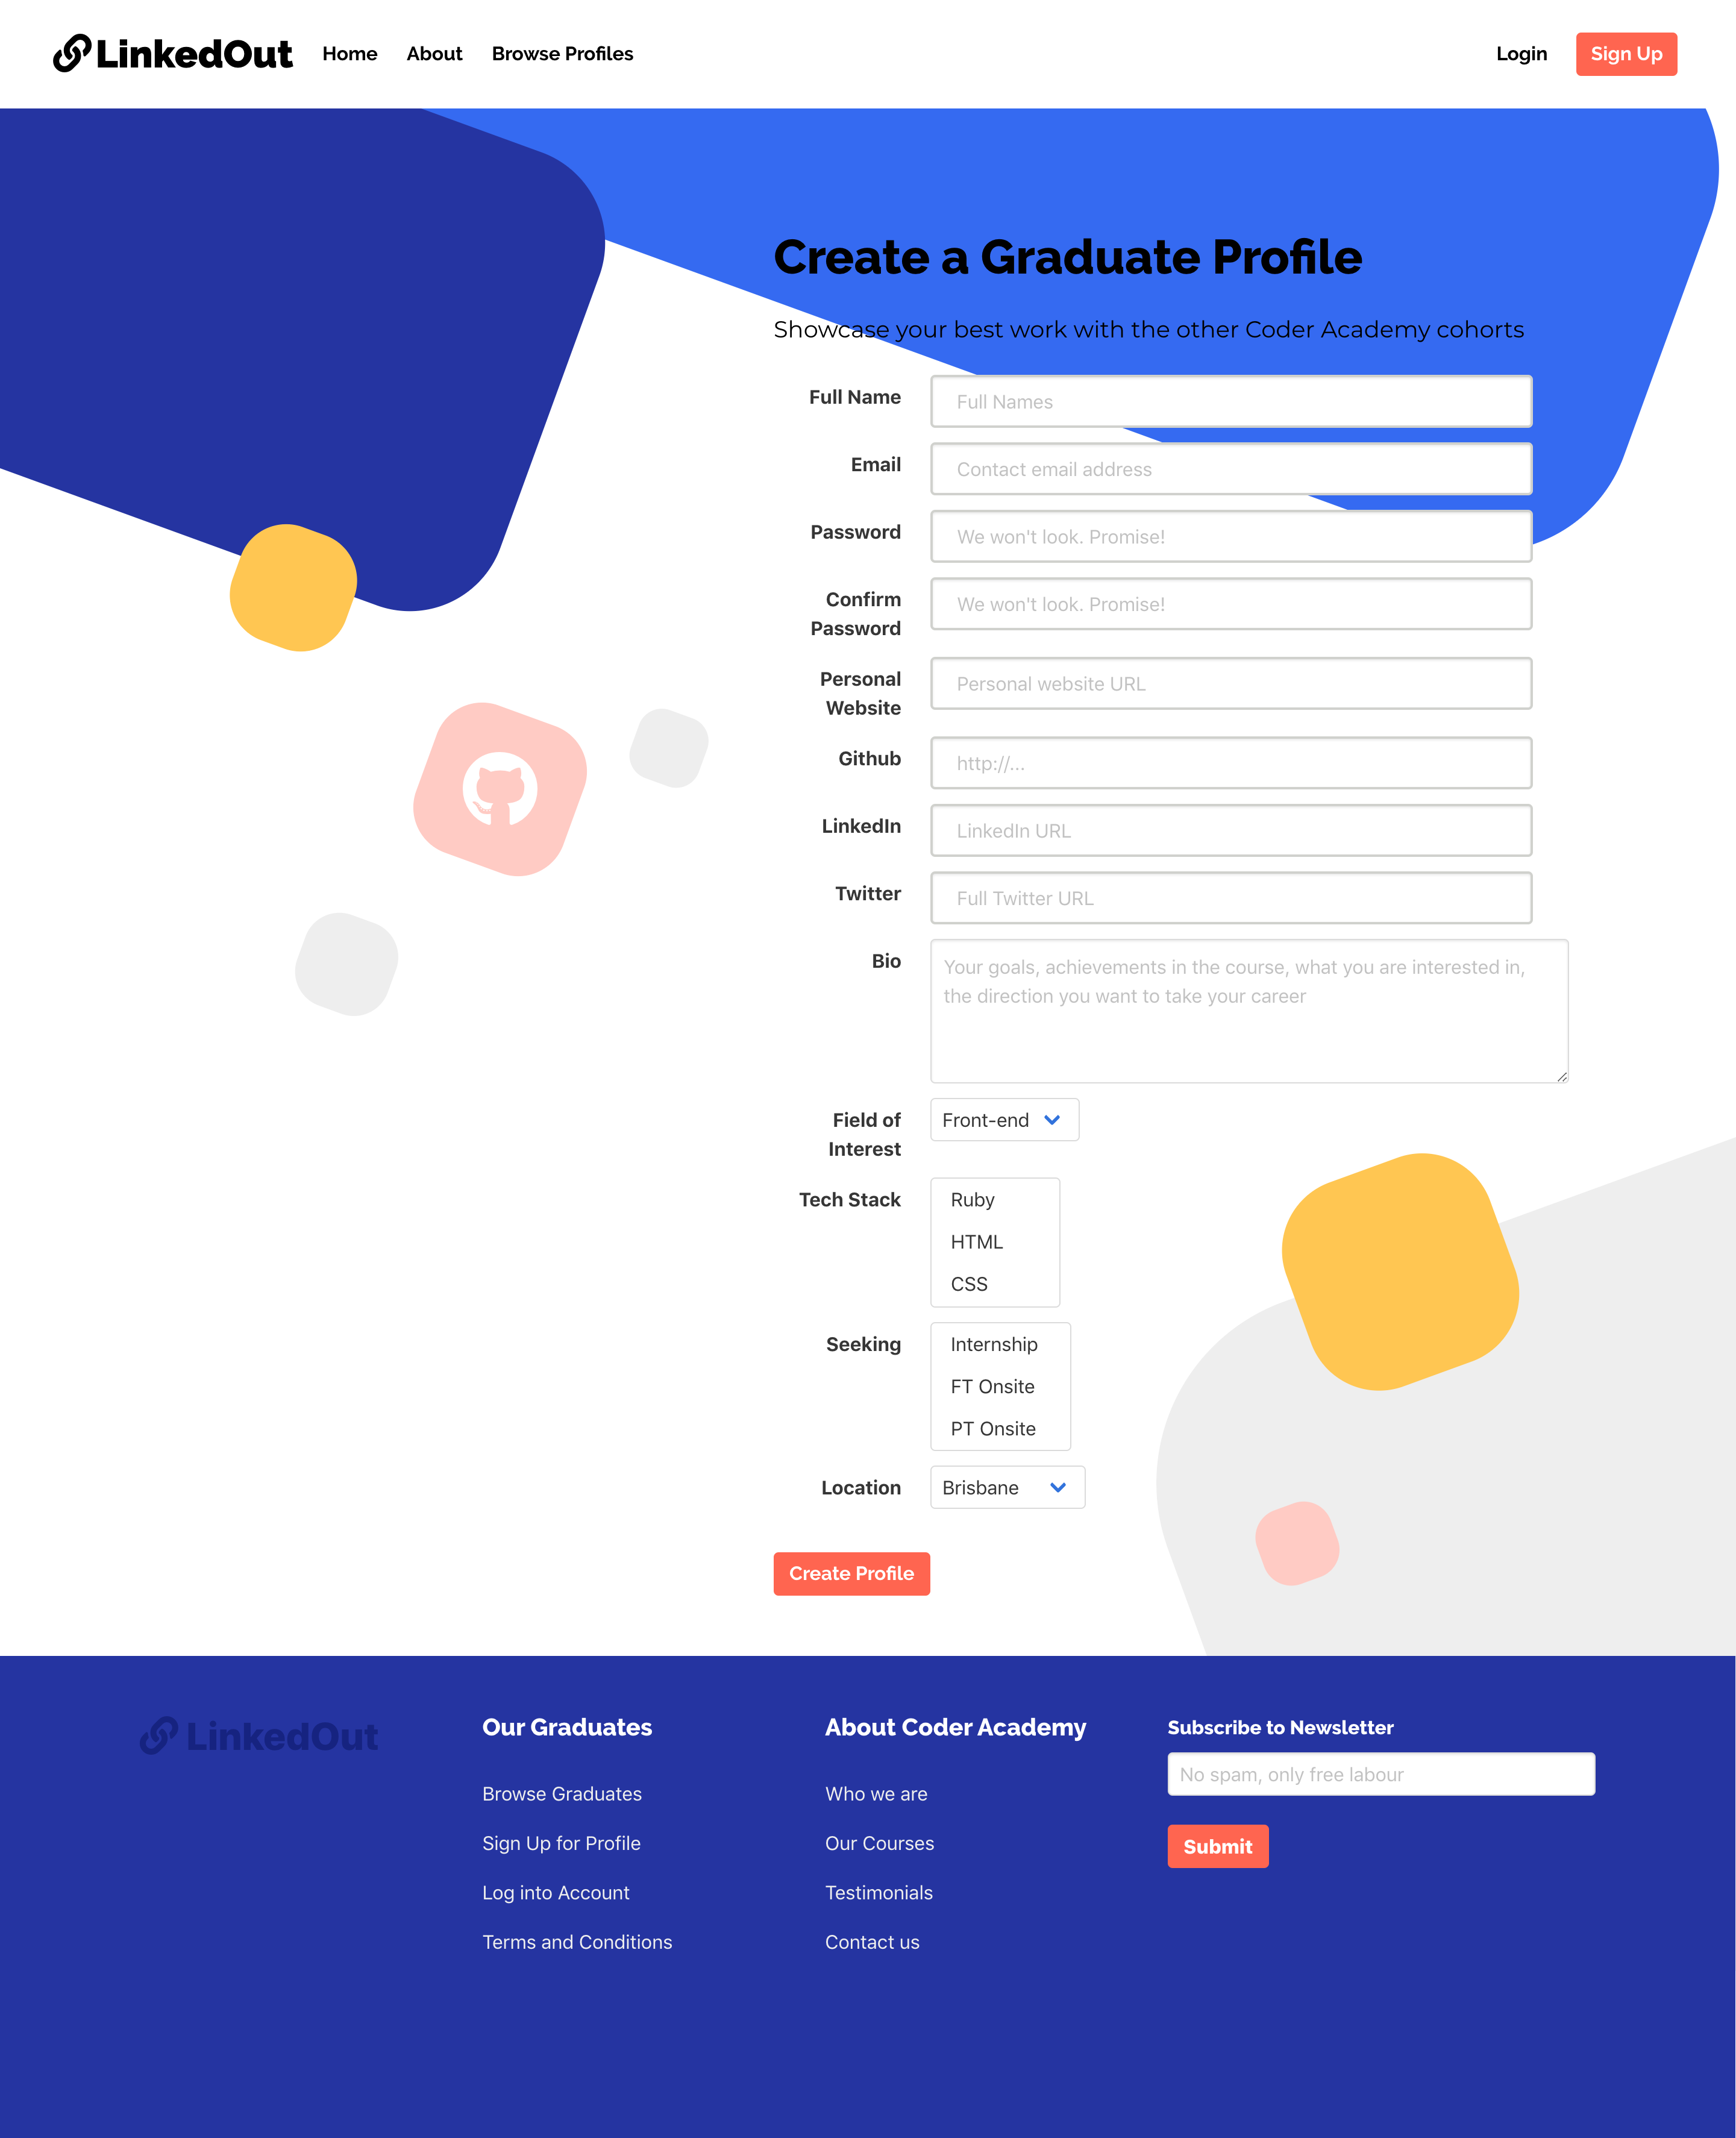 LinkedOut
Home
About
Browse Profiles
Login
Sign Up
Create a Graduate Profile
Showcase your best work with the other Coder Academy cohorts
Full Name
Full Names
Email
Contact email address
Password
We won't look. Promise!
Confirm
Password
We won't look. Promise!
Personal
Website
Personal website URL
Github
http://...
LinkedIn
LinkedIn URL
Twitter
Full Twitter URL
Bio
Your goals, achievements in the course, what you are interested in,
the direction you want to take your career
Field of
Interest
Front-end
Tech Stack
Ruby
HTML
CSS
Seeking
Internship
FT Onsite
PT Onsite
Location
Brisbane
Create Profile
LinkedOut
Our Graduates
Browse Graduates
Sign Up for Profile
Log into Account
Terms and Conditions
About Coder Academy
Who we are
Our Courses
Testimonials
Contact us
Subscribe to Newsletter
No spam, only free labour
Submit